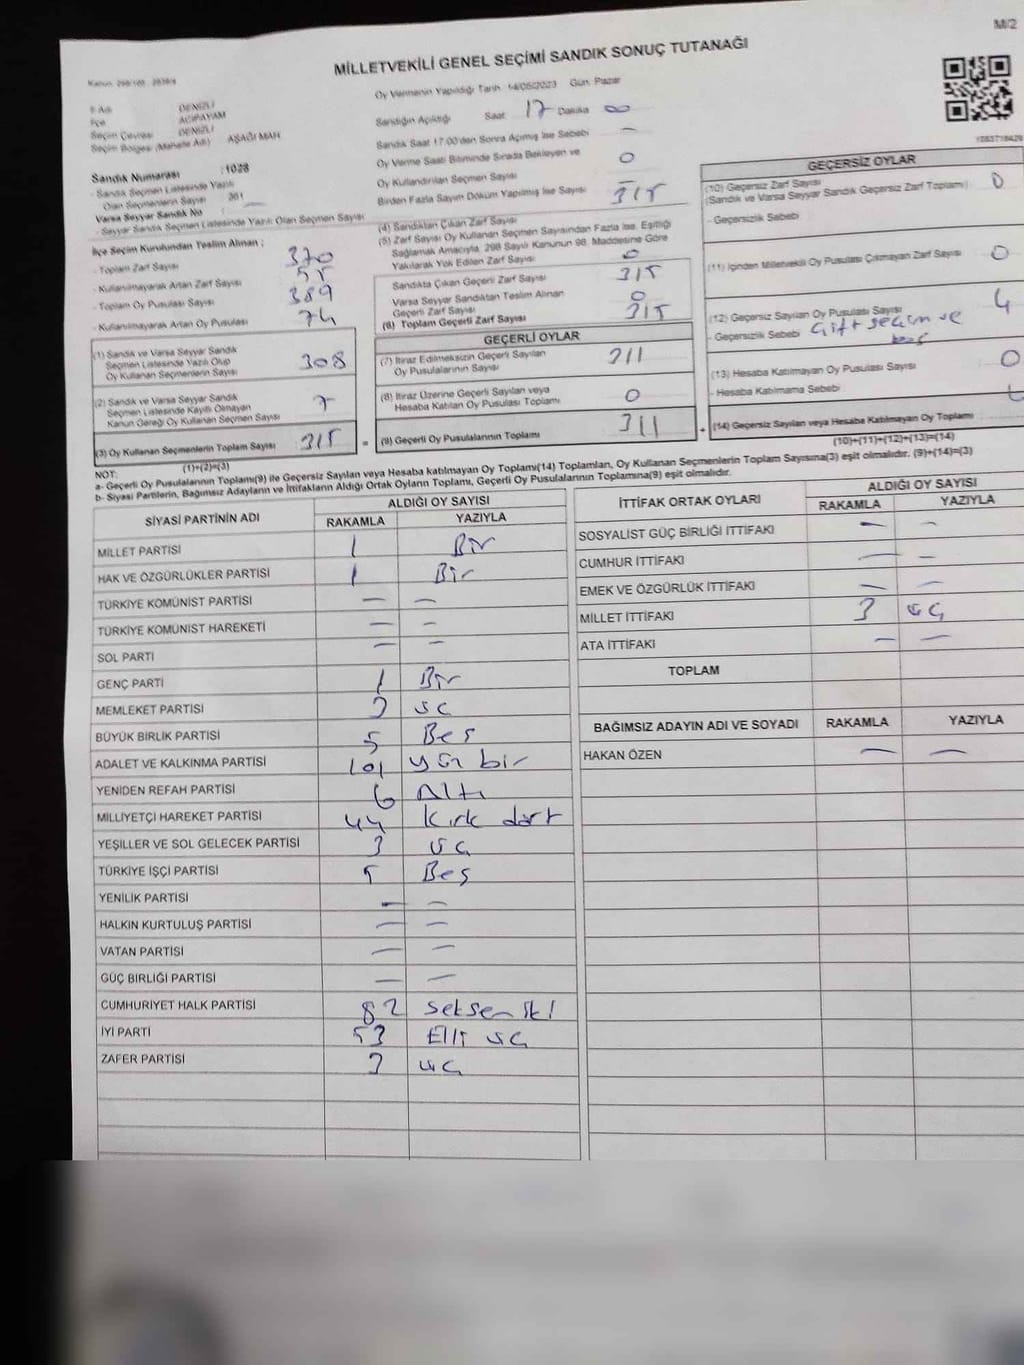 M/2
MİLLETVEKİLİ GENEL SEÇİMİ SANDIK SONUÇ TUTANAĞI
İl Adı DENİZLİ
İlçe ACIPAYAM
Seçim Çevresi DENİZLİ
Seçim Bölgesi (Mahalle Adı) AŞAĞI MAH
Sandık Numarası :1028
- Sandık Seçmen Listesinde Yazılı
Olan Seçmenlerin Sayısı 361
Varsa Seyyar Sandık No
- Seyyar Sandık Seçmen Listesinde Yazılı Olan Seçmen Sayısı
Oy Vermenin Yapıldığı Tarih 14/05/2023 Gün: Pazar
Sandığın Açıldığı Saat 17 Dakika 00
Sandık Saat 17:00'den Sonra Açılmış İse Sebebi —
Oy Verme Saati Bitiminde Sırada Bekleyen ve
Oy Kullandırılan Seçmen Sayısı 0
Birden Fazla Sayım Döküm Yapılmış İse Sayısı —
(4) Sandıktan Çıkan Zarf Sayısı 315
(5) Zarf Sayısı Oy Kullanan Seçmen Sayısından Fazla İse, Eşitliği
Sağlamak Amacıyla, 298 Sayılı Kanunun 98. Maddesine Göre
Yakılarak Yok Edilen Zarf Sayısı 0
İlçe Seçim Kurulundan Teslim Alınan ;
- Toplam Zarf Sayısı 370
- Kullanılmayarak Artan Zarf Sayısı 55
- Toplam Oy Pusulası Sayısı 389
- Kullanılmayarak Artan Oy Pusulası 74
Sandıkta Çıkan Geçerli Zarf Sayısı 315
Varsa Seyyar Sandıktan Teslim Alınan
Geçerli Zarf Sayısı 0
(6) Toplam Geçerli Zarf Sayısı 315
(1) Sandık ve Varsa Seyyar Sandık
Seçmen Listesinde Yazılı Olup
Oy Kullanan Seçmenlerin Sayısı 308
(2) Sandık ve Varsa Seyyar Sandık
Seçmen Listesinde Kayıtlı Olmayan
Kanun Gereği Oy Kullanan Seçmen Sayısı 7
(3) Oy Kullanan Seçmenlerin Toplam Sayısı 315 =
(1)+(2)=(3)
GEÇERLİ OYLAR
(7) İtiraz Edilmeksizin Geçerli Sayılan
Oy Pusulalarının Sayısı 311
(8) İtiraz Üzerine Geçerli Sayılan veya
Hesaba Katılan Oy Pusulası Toplamı 0
(9) Geçerli Oy Pusulalarının Toplamı 311 +
GEÇERSİZ OYLAR
(10) Geçersiz Zarf Sayısı
(Sandık ve Varsa Seyyar Sandık Geçersiz Zarf Toplamı) 0
- Geçersizlik Sebebi
(11) İçinden Milletvekili Oy Pusulası Çıkmayan Zarf Sayısı 0
(12) Geçersiz Sayılan Oy Pusulası Sayısı 4
- Geçersizlik Sebebi Çift seçim ve
boş
(13) Hesaba Katılmayan Oy Pusulası Sayısı 0
- Hesaba Katılmama Sebebi
(14) Geçersiz Sayılan veya Hesaba Katılmayan Oy Toplamı
(10)+(11)+(12)+(13)=(14)
NOT:
a- Geçerli Oy Pusulalarının Toplamı(9) ile Geçersiz Sayılan veya Hesaba katılmayan Oy Toplamı(14) Toplamları, Oy Kullanan Seçmenlerin Toplam Sayısına(3) eşit olmalıdır. (9)+(14)=(3)
b- Siyasi Partilerin, Bağımsız Adayların ve İttifakların Aldığı Ortak Oyların Toplamı, Geçerli Oy Pusulalarının Toplamına(9) eşit olmalıdır.
SİYASİ PARTİNİN ADI ALDIĞI OY SAYISI
RAKAMLA YAZIYLA
MİLLET PARTİSİ 1 Bir
HAK VE ÖZGÜRLÜKLER PARTİSİ 1 Bir
TÜRKİYE KOMÜNİST PARTİSİ — —
TÜRKİYE KOMÜNİST HAREKETİ — —
SOL PARTİ — —
GENÇ PARTİ 1 Bir
MEMLEKET PARTİSİ 3 üç
BÜYÜK BİRLİK PARTİSİ 5 Beş
ADALET VE KALKINMA PARTİSİ 101 yüz bir
YENİDEN REFAH PARTİSİ 6 Altı
MİLLİYETÇİ HAREKET PARTİSİ 44 Kırk dört
YEŞİLLER VE SOL GELECEK PARTİSİ 3 üç
TÜRKİYE İŞÇİ PARTİSİ 5 Beş
YENİLİK PARTİSİ — —
HALKIN KURTULUŞ PARTİSİ — —
VATAN PARTİSİ — —
GÜÇ BİRLİĞİ PARTİSİ — —
CUMHURİYET HALK PARTİSİ 82 seksen iki
İYİ PARTİ 53 Elli üç
ZAFER PARTİSİ 3 üç
İTTİFAK ORTAK OYLARI ALDIĞI OY SAYISI
RAKAMLA YAZIYLA
SOSYALİST GÜÇ BİRLİĞİ İTTİFAKI — —
CUMHUR İTTİFAKI — —
EMEK VE ÖZGÜRLÜK İTTİFAKI — —
MİLLET İTTİFAKI 3 üç
ATA İTTİFAKI — —
TOPLAM
BAĞIMSIZ ADAYIN ADI VE SOYADI RAKAMLA YAZIYLA
HAKAN ÖZEN — —